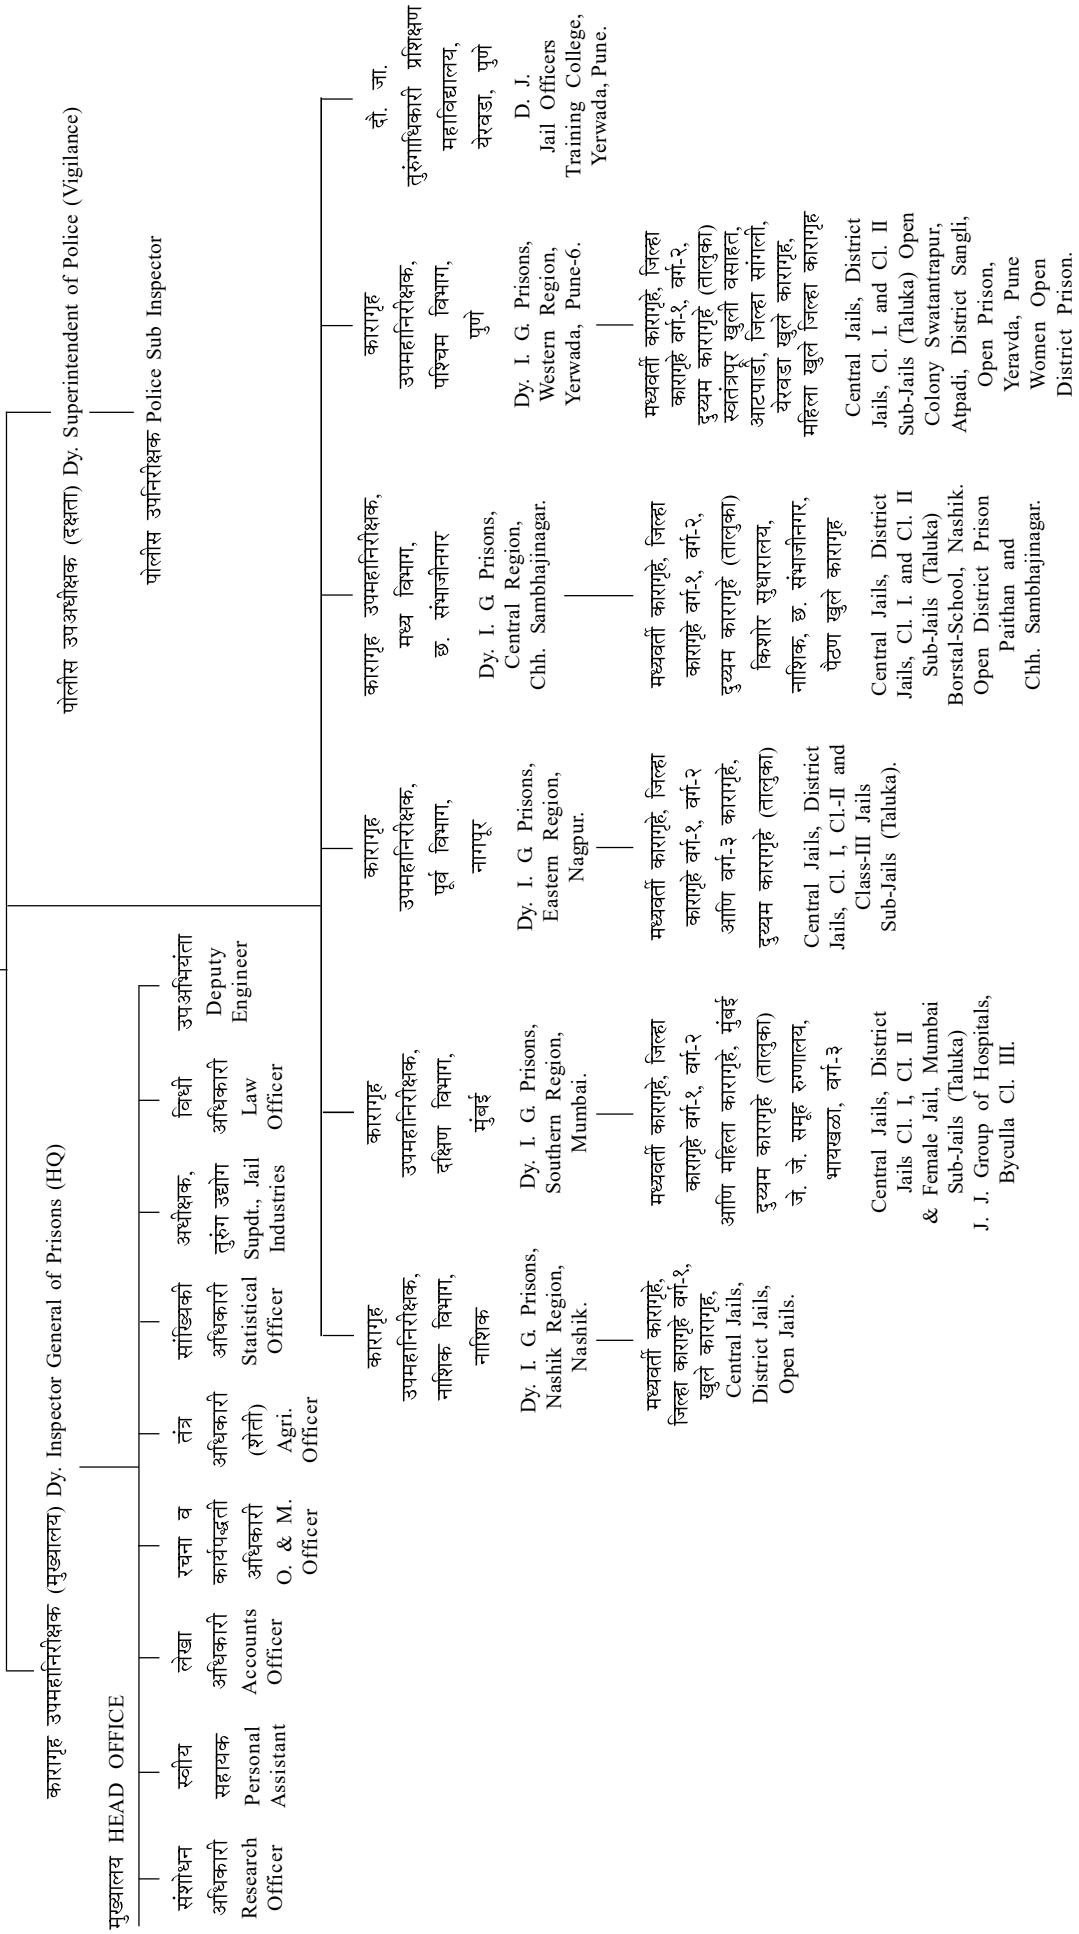 कारागृह उपमहानिरीक्षक (मुख्यालय) Dy. Inspector General of Prisons (HQ)
पोलीस उपअधीक्षक (दक्षता) Dy. Superintendent of Police (Vigilance)
पोलीस उपनिरीक्षक Police Sub Inspector
मुख्यालय HEAD OFFICE
संशोधन
अधिकारी
Research
Officer
स्वीय
सहायक
Personal
Assistant
लेखा
अधिकारी
Accounts
Officer
रचना व
कार्यपद्धती
अधिकारी
O. & M.
Officer
तंत्र
अधिकारी
(शेती)
Agri.
Officer
सांख्यिकी
अधिकारी
Statistical
Officer
अधीक्षक,
तुरुंग उद्योग
Supdt., Jail
Industries
विधी
अधिकारी
Law
Officer
उपअभियंता
Deputy
Engineer
कारागृह
उपमहानिरीक्षक,
नाशिक विभाग,
नाशिक
Dy. I. G. Prisons,
Nashik Region,
Nashik.
मध्यवर्ती कारागृहे,
जिल्हा कारागृहे वर्ग-१,
खुले कारागृह,
Central Jails,
District Jails,
Open Jails.
कारागृह
उपमहानिरीक्षक,
दक्षिण विभाग,
मुंबई
Dy. I. G. Prisons,
Southern Region,
Mumbai.
मध्यवर्ती कारागृहे, जिल्हा
कारागृहे वर्ग-१, वर्ग-२
आणि महिला कारागृहे, मुंबई
दुय्यम कारागृहे (तालुका)
जे. जे. समूह रुग्णालय,
भायखळा, वर्ग-३
Central Jails, District
Jails Cl. I, Cl. II
& Female Jail, Mumbai
Sub-Jails (Taluka)
J. J. Group of Hospitals,
Byculla Cl. III.
कारागृह
उपमहानिरीक्षक,
पूर्व विभाग,
नागपूर
Dy. I. G. Prisons,
Eastern Region,
Nagpur.
मध्यवर्ती कारागृहे, जिल्हा
कारागृहे वर्ग-१, वर्ग-२
आणि वर्ग-३ कारागृहे,
दुय्यम कारागृहे (तालुका)
Central Jails, District
Jails, Cl. I, Cl.-II and
Class-III Jails
Sub-Jails (Taluka).
कारागृह उपमहानिरीक्षक,
मध्य विभाग,
छ. संभाजीनगर
Dy. I. G. Prisons,
Central Region,
Chh. Sambhajinagar.
मध्यवर्ती कारागृहे, जिल्हा
कारागृहे वर्ग-१, वर्ग-२,
दुय्यम कारागृहे (तालुका)
किशोर सुधारालय,
नाशिक, छ. संभाजीनगर,
पैठण खुले कारागृह
Central Jails, District
Jails, Cl. I. and Cl. II
Sub-Jails (Taluka)
Borstal-School, Nashik.
Open District Prison
Paithan and
Chh. Sambhajinagar.
कारागृह
उपमहानिरीक्षक,
पश्चिम विभाग,
पुणे
Dy. I. G. Prisons,
Western Region,
Yerwada, Pune-6.
मध्यवर्ती कारागृहे, जिल्हा
कारागृहे वर्ग-१, वर्ग-२,
दुय्यम कारागृहे (तालुका)
स्वतंत्रपूर खुली वसाहत,
आटपाडी, जिल्हा सांगली,
येरवडा खुले कारागृह,
महिला खुले जिल्हा कारागृह
Central Jails, District
Jails, Cl. I. and Cl. II
Sub-Jails (Taluka) Open
Colony Swatantrapur,
Atpadi, District Sangli,
Open Prison,
Yeravda, Pune
Women Open
District Prison.
दौ. जा.
तुरुंगाधिकारी प्रशिक्षण
महाविद्यालय,
येरवडा, पुणे
D. J.
Jail Officers
Training College,
Yerwada, Pune.